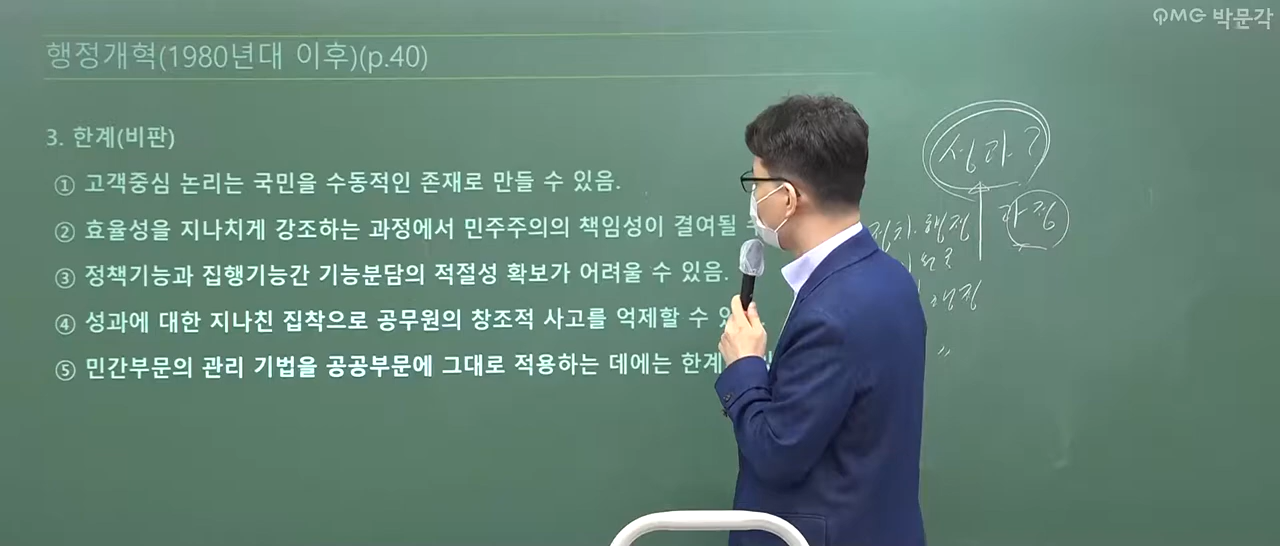 PMG 박문각
행정개혁(1980년대 이후)(p.40)
3. 한계(비판)
① 고객중심 논리는 국민을 수동적인 존재로 만들 수 있음.
② 효율성을 지나치게 강조하는 과정에서 민주주의의 책임성이 결여될
③ 정책기능과 집행기능간 기능분담의 적절성 확보가 어려울 수 있음.
④ 성과에 대한 지나친 집착으로 공무원의 창조적 사고를 억제할 수
⑤ 민간부문의 관리 기법을 공공부문에 그대로 적용하는 데에는 한계
성과?
과정
정치.행정
행정